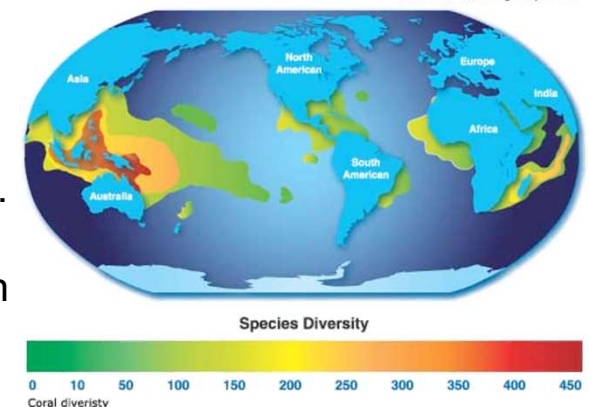 North
American
Europe
Asia
India
Africa
South
American
.
Australia
n
Species Diversity
0 10 50 100 150 200 250 300 350 400 450
Coral diveristy